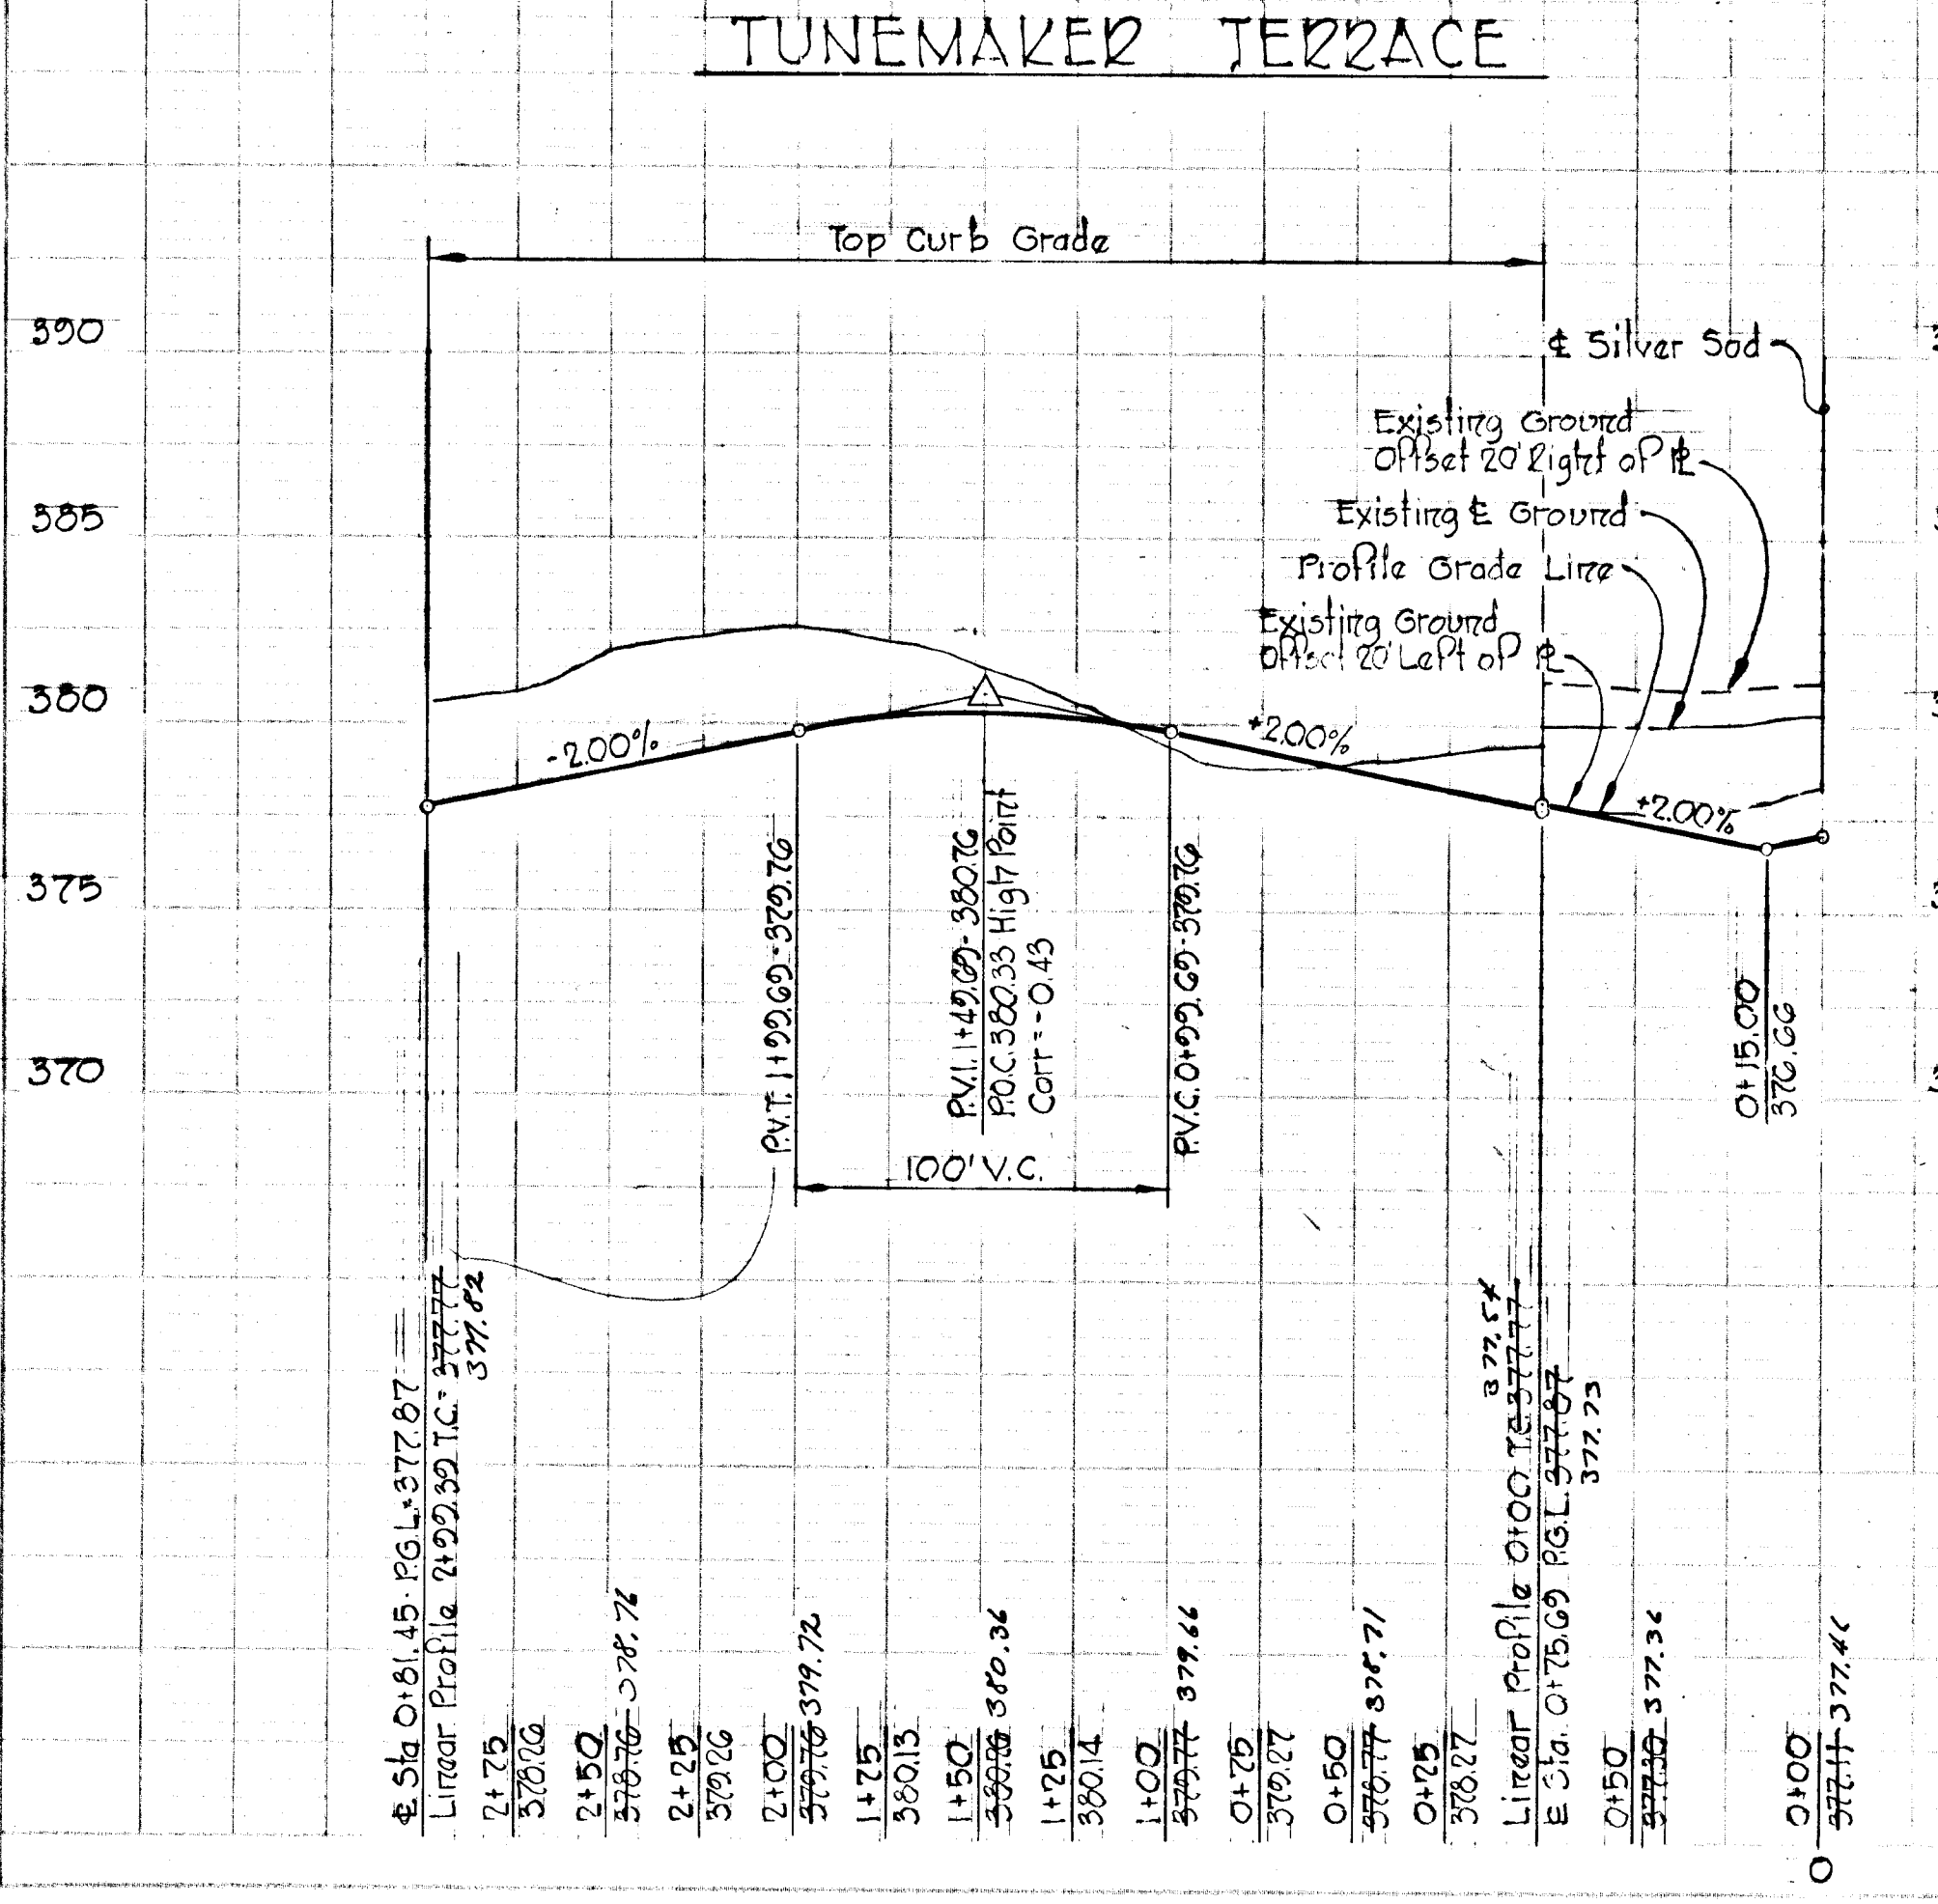 TUNEMAKER TERRACE
Top Curb Grade
390
385
380
375
370
℄ Silver Sod
Existing Ground
Offset 20' Right of ℄
Existing ℄ Ground
Profile Grade Line
Existing Ground
Offset 20' Left of ℄
-2.00%
+2.00%
+2.00%
P.V.T. 1+99.69-379.76
P.V.I. 1+49.69-380.76
P.O.C. 380.33 High Point
Corr=-0.43
P.V.C. 0+99.69-379.76
100' V.C.
0+15.00
376.66
℄ Sta 0+81.45 P.G.L.=377.87
Linear Profile 2+99.39 T.C.= 377.77
377.82
2+75
378.26
2+50
378.76 378.76
2+25
379.26
2+00
379.76 379.72
1+75
380.13
1+50
380.36
1+25
380.14
1+00
379.77 379.66
0+75
379.27
0+50
378.77 378.71
0+25
378.27
377.54
Linear Profile 0+00 T.C. 377.77
℄ Sta. 0+75.69 P.G.L. 377.87
377.73
0+50
377.36
0+00
377.11 377.46
0